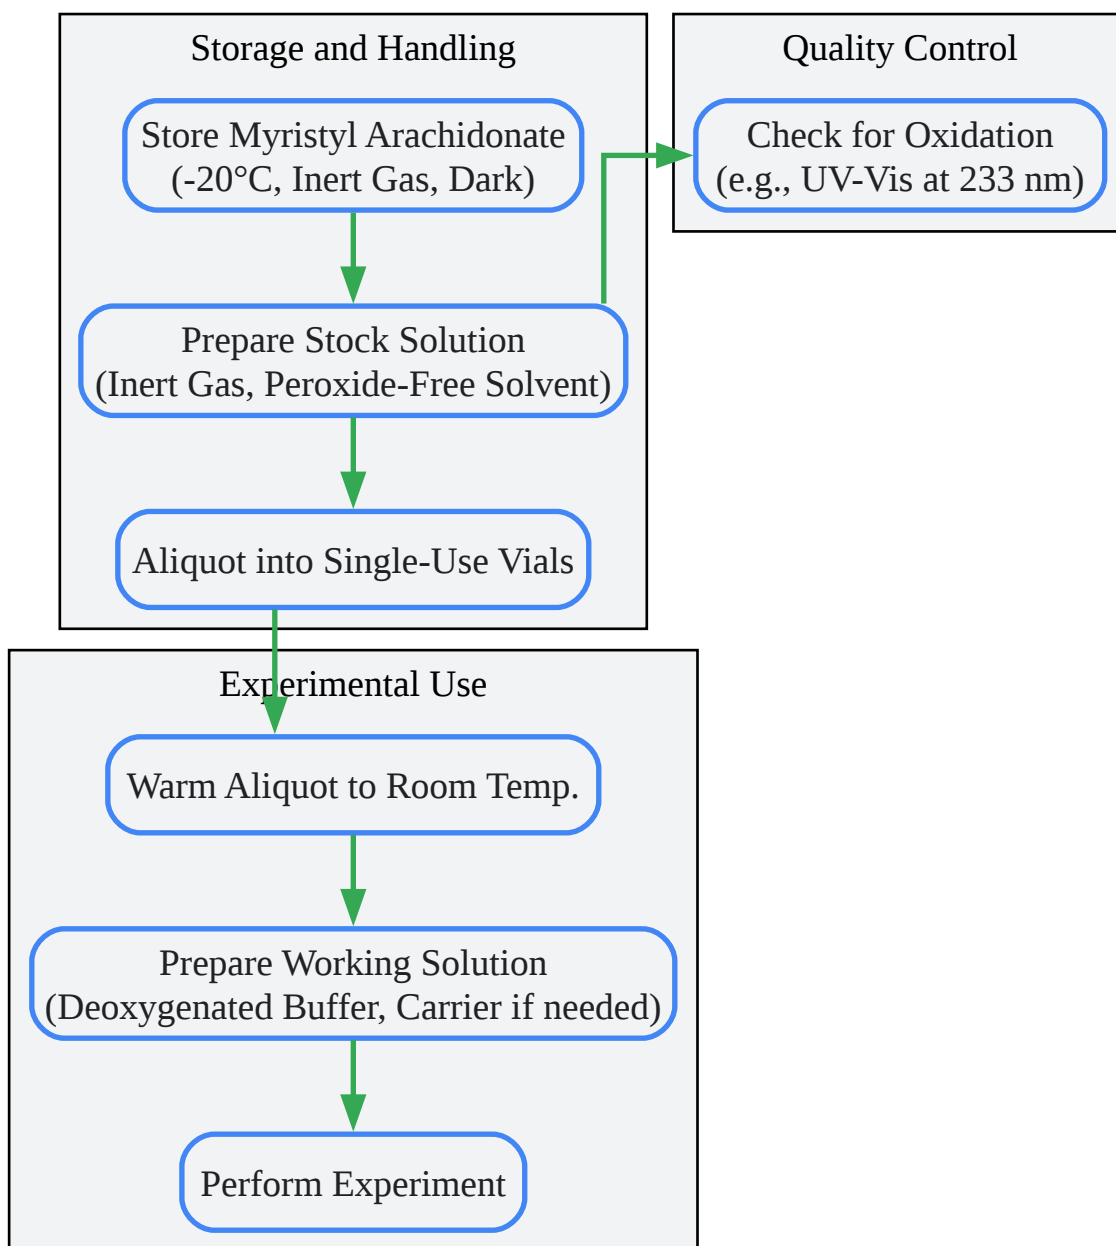 Storage and Handling
Store Myristyl Arachidonate
(-20°C, Inert Gas, Dark)
Prepare Stock Solution
(Inert Gas, Peroxide-Free Solvent)
Aliquot into Single-Use Vials
Quality Control
Check for Oxidation
(e.g., UV-Vis at 233 nm)
Experimental Use
Warm Aliquot to Room Temp.
Prepare Working Solution
(Deoxygenated Buffer, Carrier if needed)
Perform Experiment